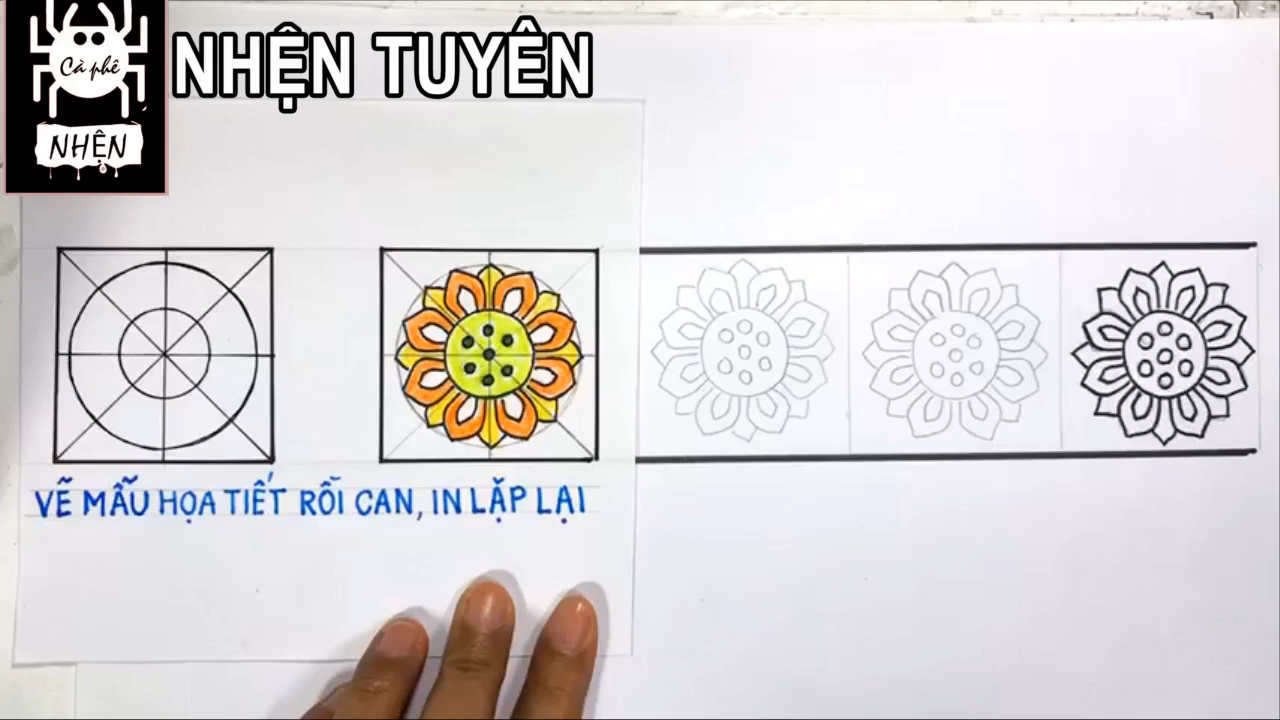 Cà phê
NHỆN
NHỆN TUYÊN
VẼ MẪU HỌA TIẾT RỒI CAN, IN LẶP LẠI